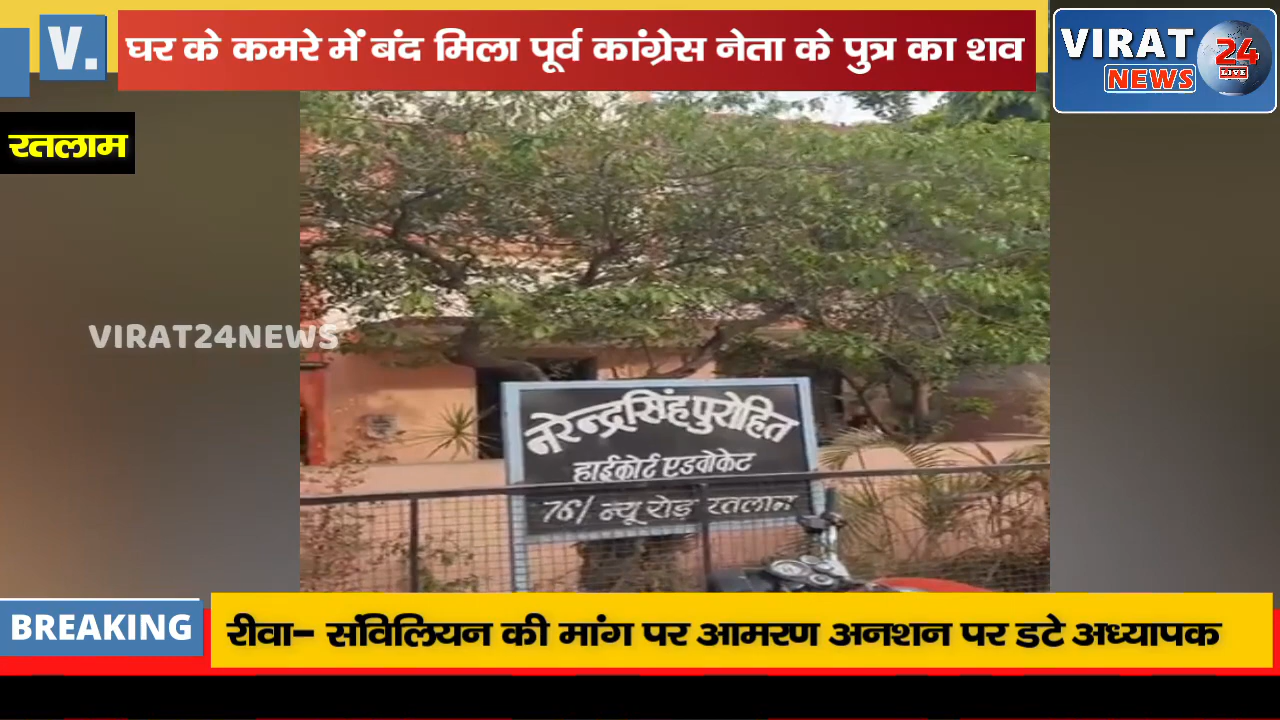 V.
घर के कमरे में बंद मिला पूर्व कांग्रेस नेता के पुत्र का शव
VIRAT
24
NEWS
LIVE
रतलाम
VIRAT24NEWS
नरेन्द्रसिंह पुरोहित
हाईकोर्ट एडवोकेट
76/ न्यू रोड़ रतलाम
BREAKING
रीवा- संविलियन की मांग पर आमरण अनशन पर डटे अध्यापक